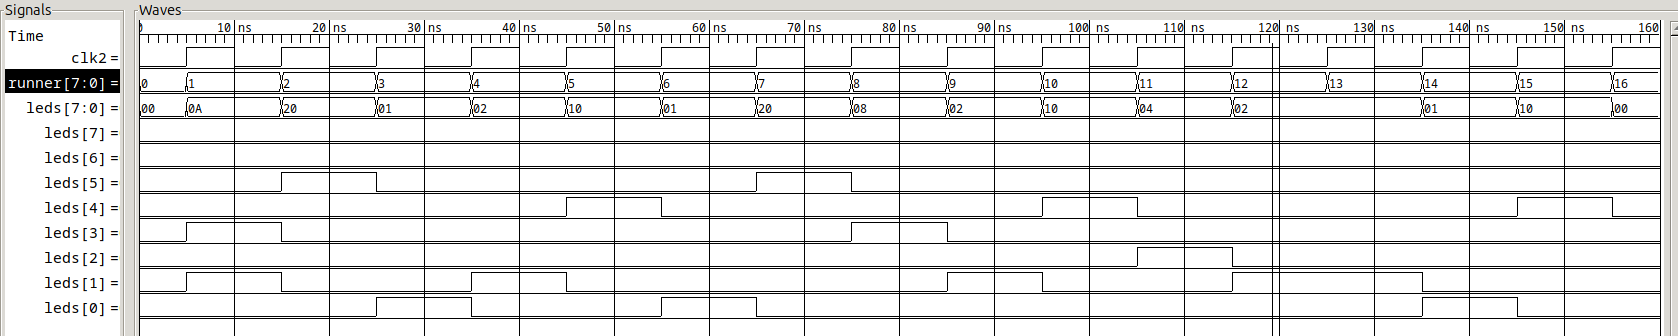 Signals
Waves
Time
0 10 ns 20 ns 30 ns 40 ns 50 ns 60 ns 70 ns 80 ns 90 ns 100 ns 110 ns 120 ns 130 ns 140 ns 150 ns 160
clk2 =
runner[7:0] = 0 1 2 3 4 5 6 7 8 9 10 11 12 13 14 15 16
leds[7:0] = 00 0A 20 01 02 10 01 20 08 02 10 04 02 01 10 00
leds[7] =
leds[6] =
leds[5] =
leds[4] =
leds[3] =
leds[2] =
leds[1] =
leds[0] =